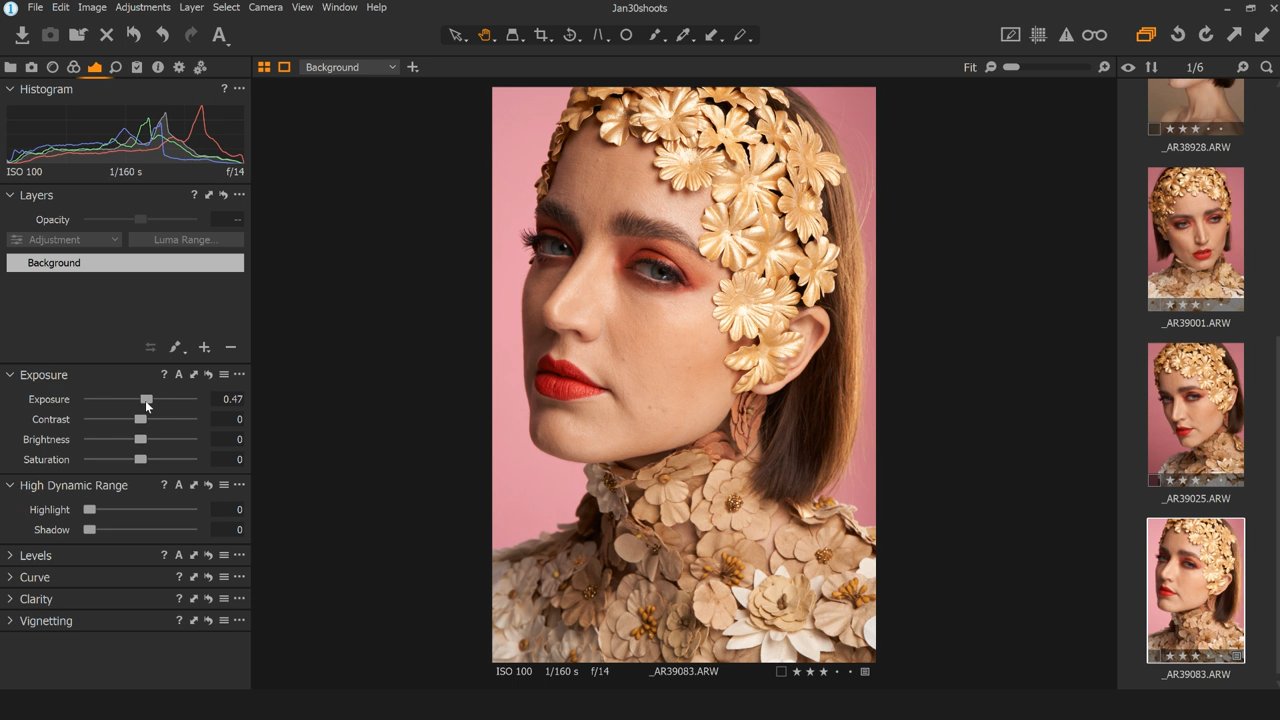 File Edit Image Adjustments Layer Select Camera View Window Help
Jan30shoots
Background
Fit
1/6
Histogram
ISO 100 1/160 s f/14
Layers
Opacity --
Adjustment Luma Range...
Background
Exposure
Exposure 0.47
Contrast 0
Brightness 0
Saturation 0
High Dynamic Range
Highlight 0
Shadow 0
Levels
Curve
Clarity
Vignetting
ISO 100 1/160 s f/14 _AR39083.ARW
_AR38928.ARW
_AR39001.ARW
_AR39025.ARW
_AR39083.ARW